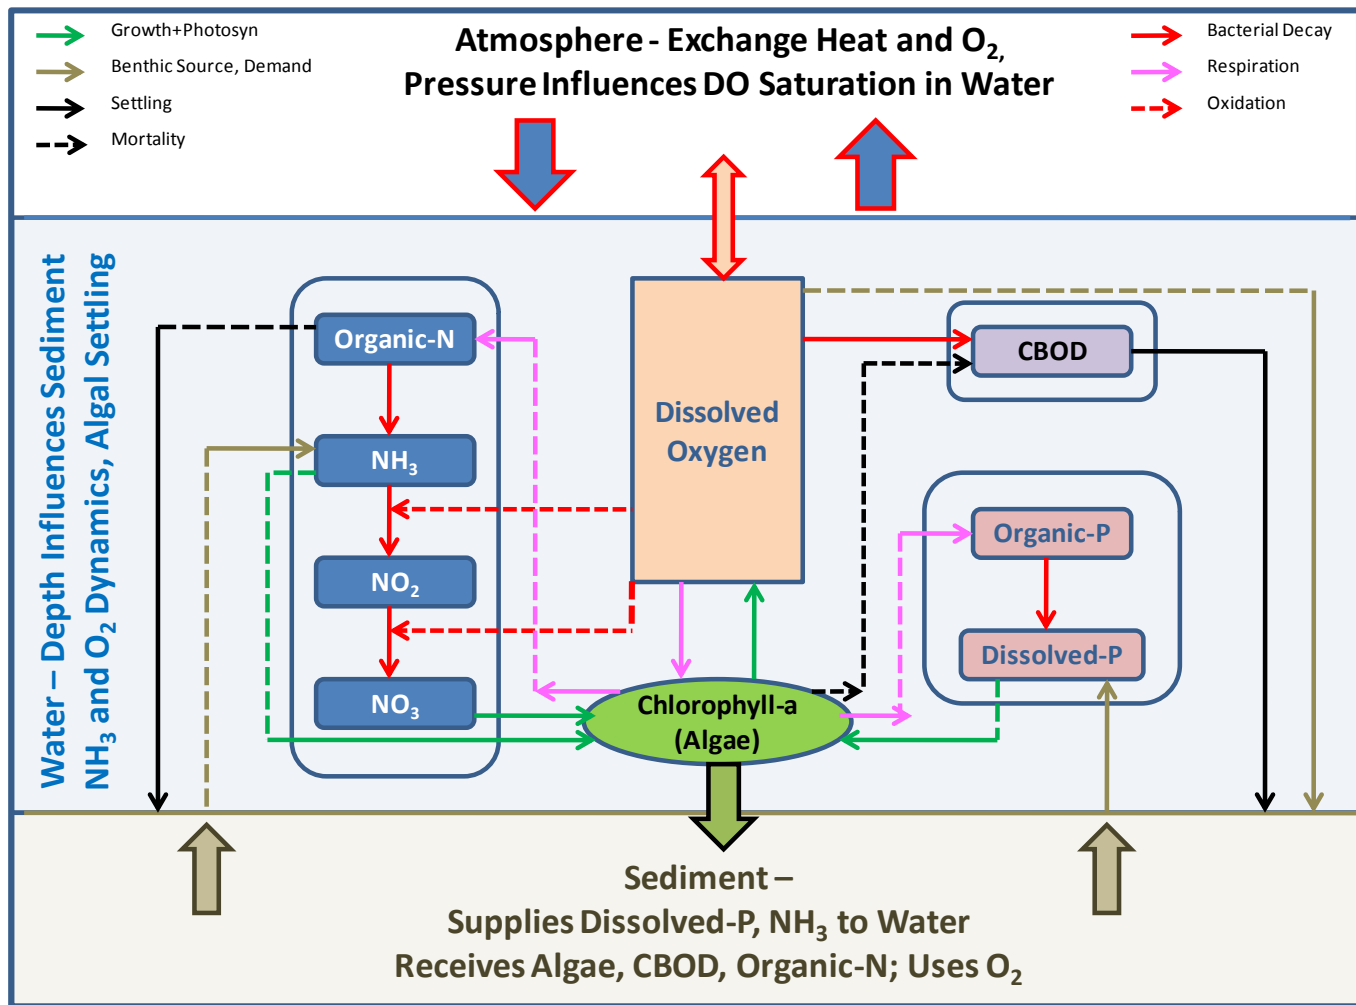 Growth+Photosyn
Benthic Source, Demand
Settling
Mortality
Atmosphere - Exchange Heat and O₂,
Pressure Influences DO Saturation in Water
Bacterial Decay
Respiration
Oxidation
Water – Depth Influences Sediment
NH₃ and O₂ Dynamics, Algal Settling
Organic-N
NH₃
NO₂
NO₃
Dissolved
Oxygen
CBOD
Organic-P
Dissolved-P
Chlorophyll-a
(Algae)
Sediment –
Supplies Dissolved-P, NH₃ to Water
Receives Algae, CBOD, Organic-N; Uses O₂